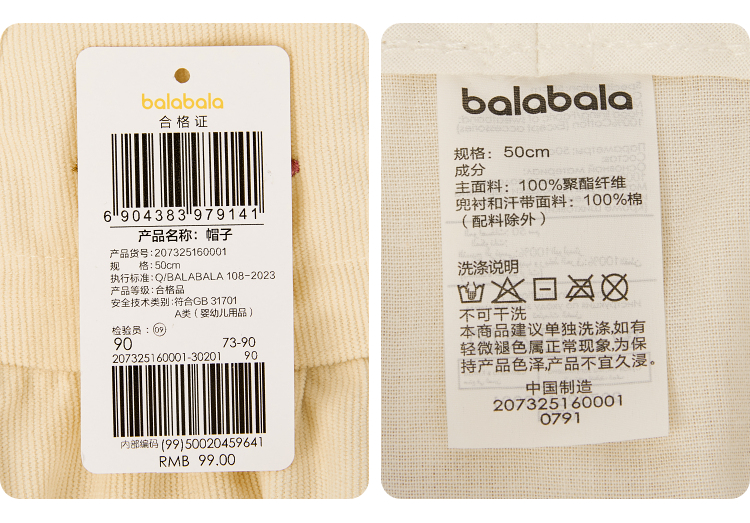 balabala
合格证
6 904383 979141
产品名称：帽子
产品货号: 207325160001
规　格: 50cm
执行标准: Q/BALABALA 108-2023
产品等级: 合格品
安全技术类别: 符合GB 31701
A类（婴幼儿用品）
检验员: 09
90 73-90
207325160001-30201 90
内部编码 (99)50020459641
RMB 99.00
balabala
规格：50cm
成分
主面料：100%聚酯纤维
兜衬和汗带面料：100%棉
（配料除外）
洗涤说明
不可干洗
本商品建议单独洗涤,如有
轻微褪色属正常现象,为保
持产品色泽,产品不宜久浸。
中国制造
207325160001
0791